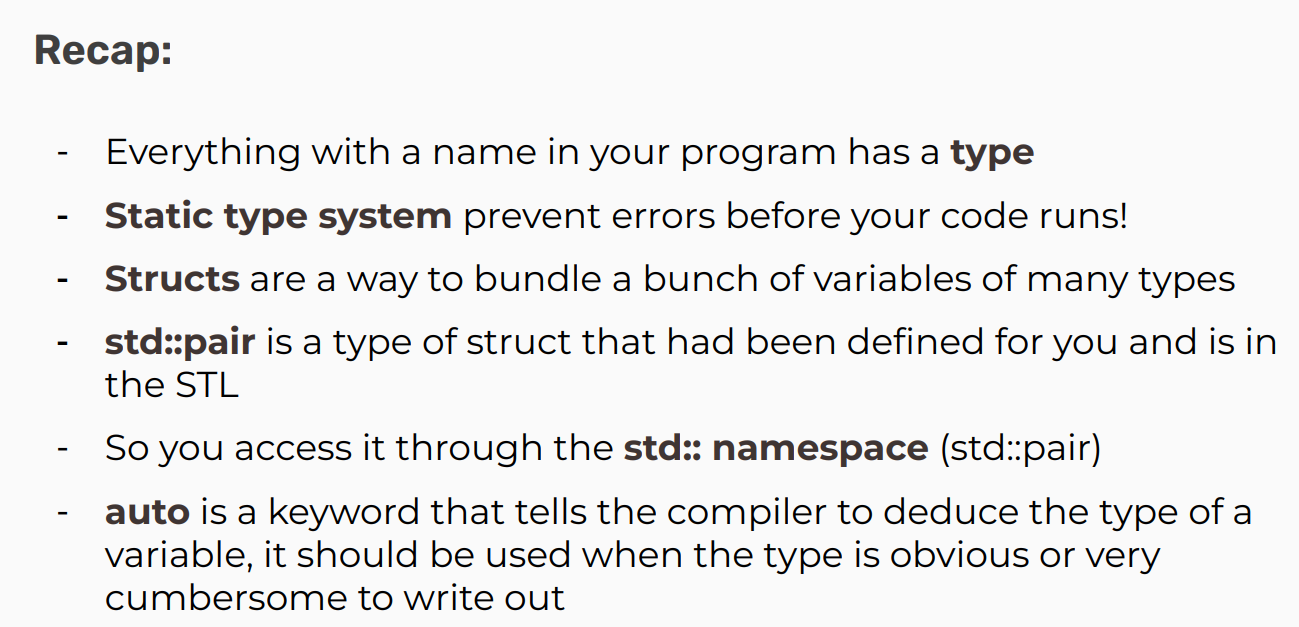 Recap:
- Everything with a name in your program has a type
- Static type system prevent errors before your code runs!
- Structs are a way to bundle a bunch of variables of many types
- std::pair is a type of struct that had been defined for you and is in
the STL
- So you access it through the std:: namespace (std::pair)
- auto is a keyword that tells the compiler to deduce the type of a
variable, it should be used when the type is obvious or very
cumbersome to write out